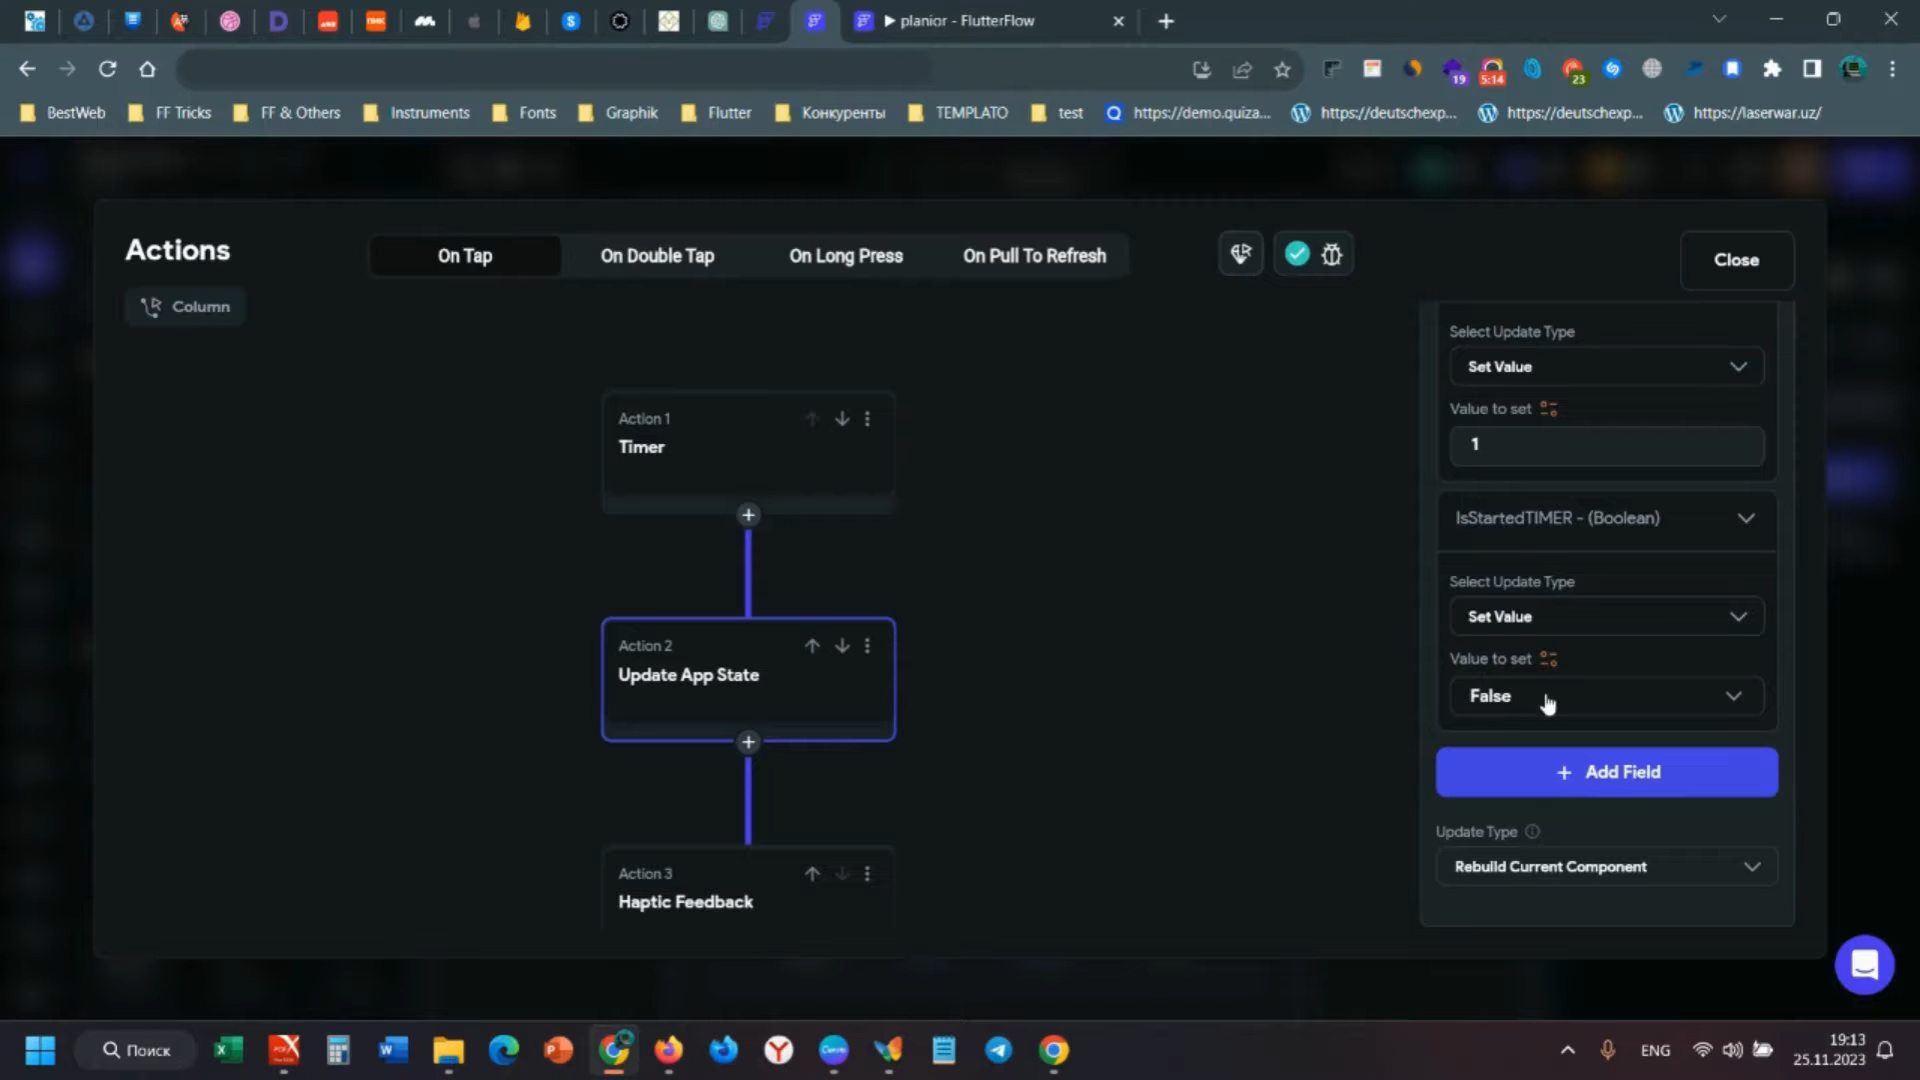 planior - FlutterFlow
19
5:14
23
BestWeb
FF Tricks
FF & Others
Instruments
Fonts
Graphik
Flutter
Конкуренты
TEMPLATO
test
https://demo.quiza...
https://deutschexp...
https://deutschexp...
https://laserwar.uz/
Actions
On Tap
On Double Tap
On Long Press
On Pull To Refresh
Close
Column
Select Update Type
Set Value
Action 1
Timer
Value to set
1
IsStartedTIMER - (Boolean)
Select Update Type
Set Value
Action 2
Update App State
Value to set
False
+ Add Field
Update Type
Rebuild Current Component
Action 3
Haptic Feedback
Поиск
ENG
19:13
25.11.2023